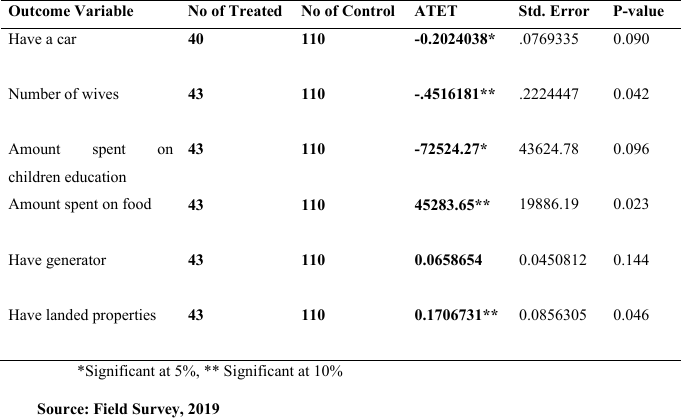 Outcome Variable No of Treated No of Control ATET Std. Error P-value
Have a car 40 110 -0.2024038* .0769335 0.090
Number of wives 43 110 -.4516181** .2224447 0.042
Amount spent on 43 110 -72524.27* 43624.78 0.096
children education
Amount spent on food 43 110 45283.65** 19886.19 0.023
Have generator 43 110 0.0658654 0.0450812 0.144
Have landed properties 43 110 0.1706731** 0.0856305 0.046
*Significant at 5%, ** Significant at 10%
Source: Field Survey, 2019